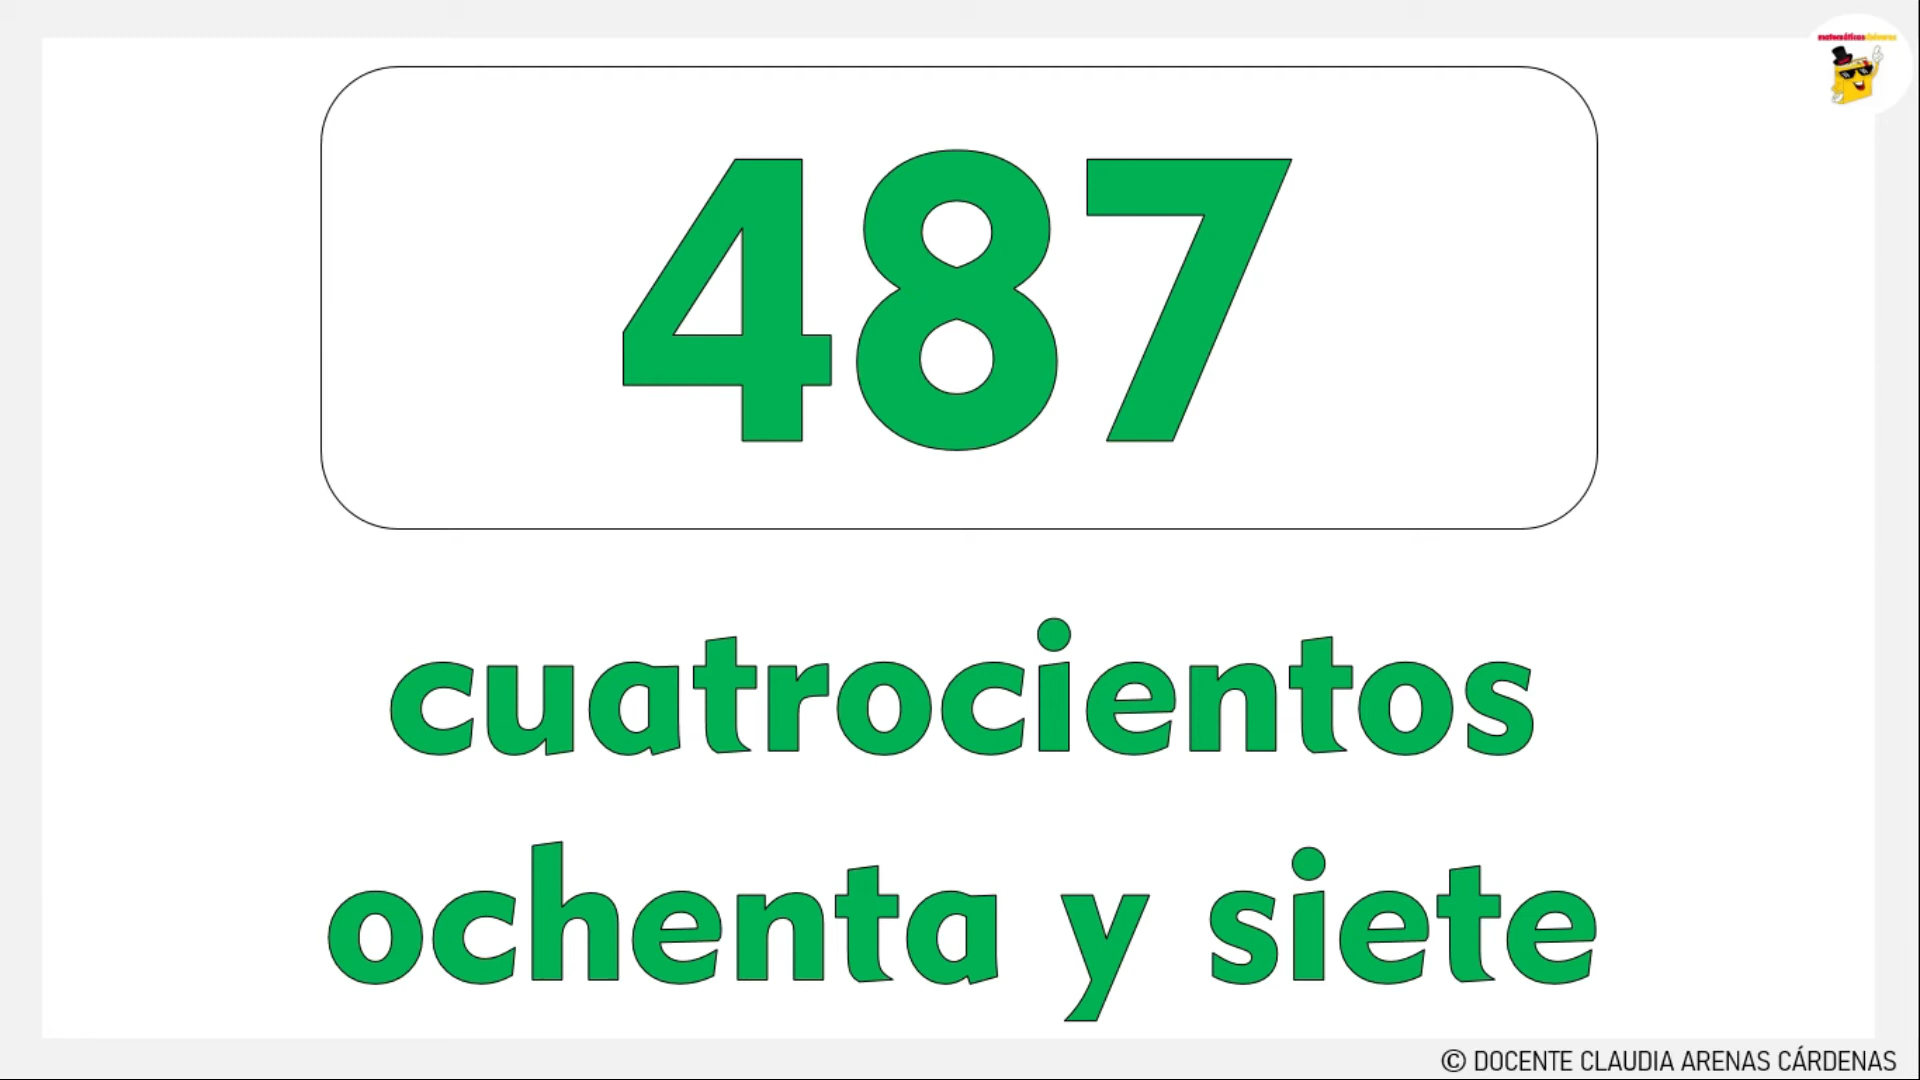 487
cuatrocientos
ochenta y siete
© DOCENTE CLAUDIA ARENAS CÁRDENAS